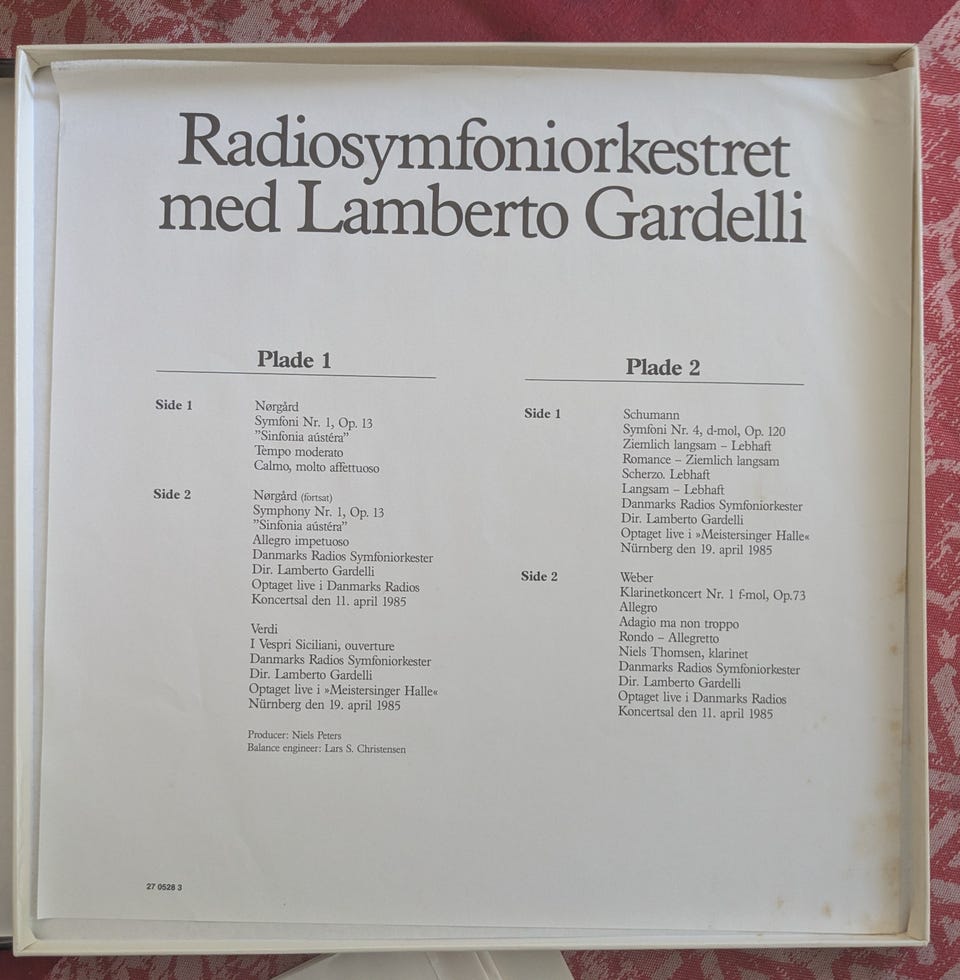 Radiosymfoniorkestret
med Lamberto Gardelli
Plade 1
Side 1
Nørgård
Symfoni Nr. 1, Op. 13
”Sinfonia aústéra”
Tempo moderato
Calmo, molto affettuoso
Side 2
Nørgård (fortsat)
Symphony Nr. 1, Op. 13
”Sinfonia aústéra”
Allegro impetuoso
Danmarks Radios Symfoniorkester
Dir. Lamberto Gardelli
Optaget live i Danmarks Radios
Koncertsal den 11. april 1985
Verdi
I Vespri Siciliani, ouverture
Danmarks Radios Symfoniorkester
Dir. Lamberto Gardelli
Optaget live i »Meistersinger Halle«
Nürnberg den 19. april 1985
Producer: Niels Peters
Balance engineer: Lars S. Christensen
Plade 2
Side 1
Schumann
Symfoni Nr. 4, d-mol, Op. 120
Ziemlich langsam – Lebhaft
Romance – Ziemlich langsam
Scherzo. Lebhaft
Langsam – Lebhaft
Danmarks Radios Symfoniorkester
Dir. Lamberto Gardelli
Optaget live i »Meistersinger Halle«
Nürnberg den 19. april 1985
Side 2
Weber
Klarinetkoncert Nr. 1 f-mol, Op.73
Allegro
Adagio ma non troppo
Rondo – Allegretto
Niels Thomsen, klarinet
Danmarks Radios Symfoniorkester
Dir. Lamberto Gardelli
Optaget live i Danmarks Radios
Koncertsal den 11. april 1985
27 0528 3